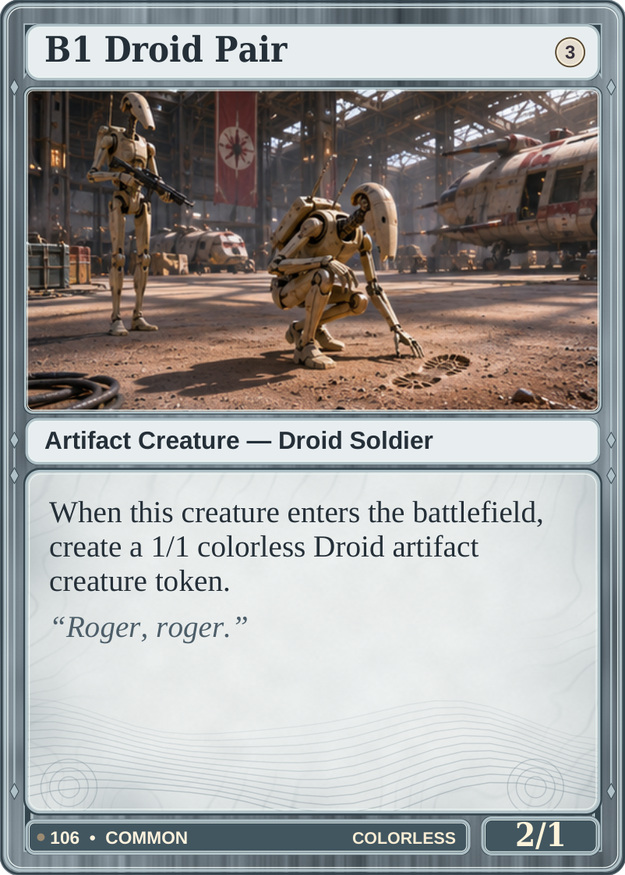 B1 Droid Pair
3
Artifact Creature — Droid Soldier
When this creature enters the battlefield,
create a 1/1 colorless Droid artifact
creature token.
“Roger, roger.”
106 • COMMON
COLORLESS
2/1